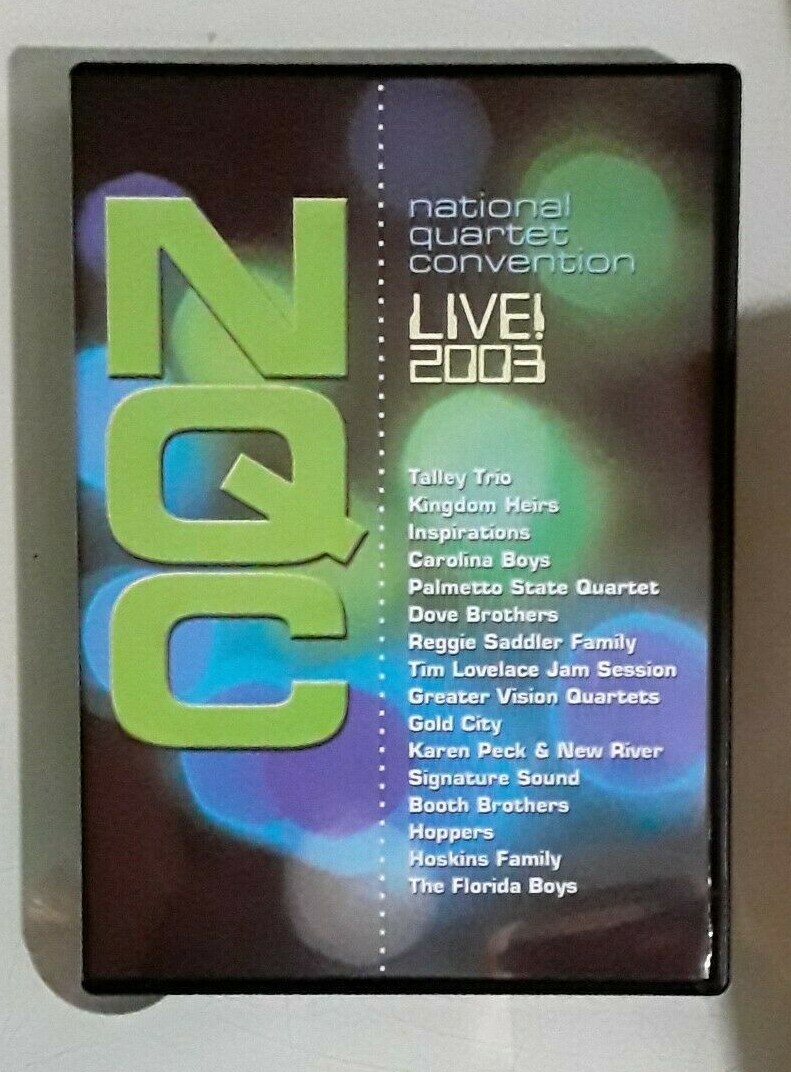 NQC
national
quartet
convention
LIVE!
2003
Talley Trio
Kingdom Heirs
Inspirations
Carolina Boys
Palmetto State Quartet
Dove Brothers
Reggie Saddler Family
Tim Lovelace Jam Session
Greater Vision Quartets
Gold City
Karen Peck & New River
Signature Sound
Booth Brothers
Hoppers
Hoskins Family
The Florida Boys